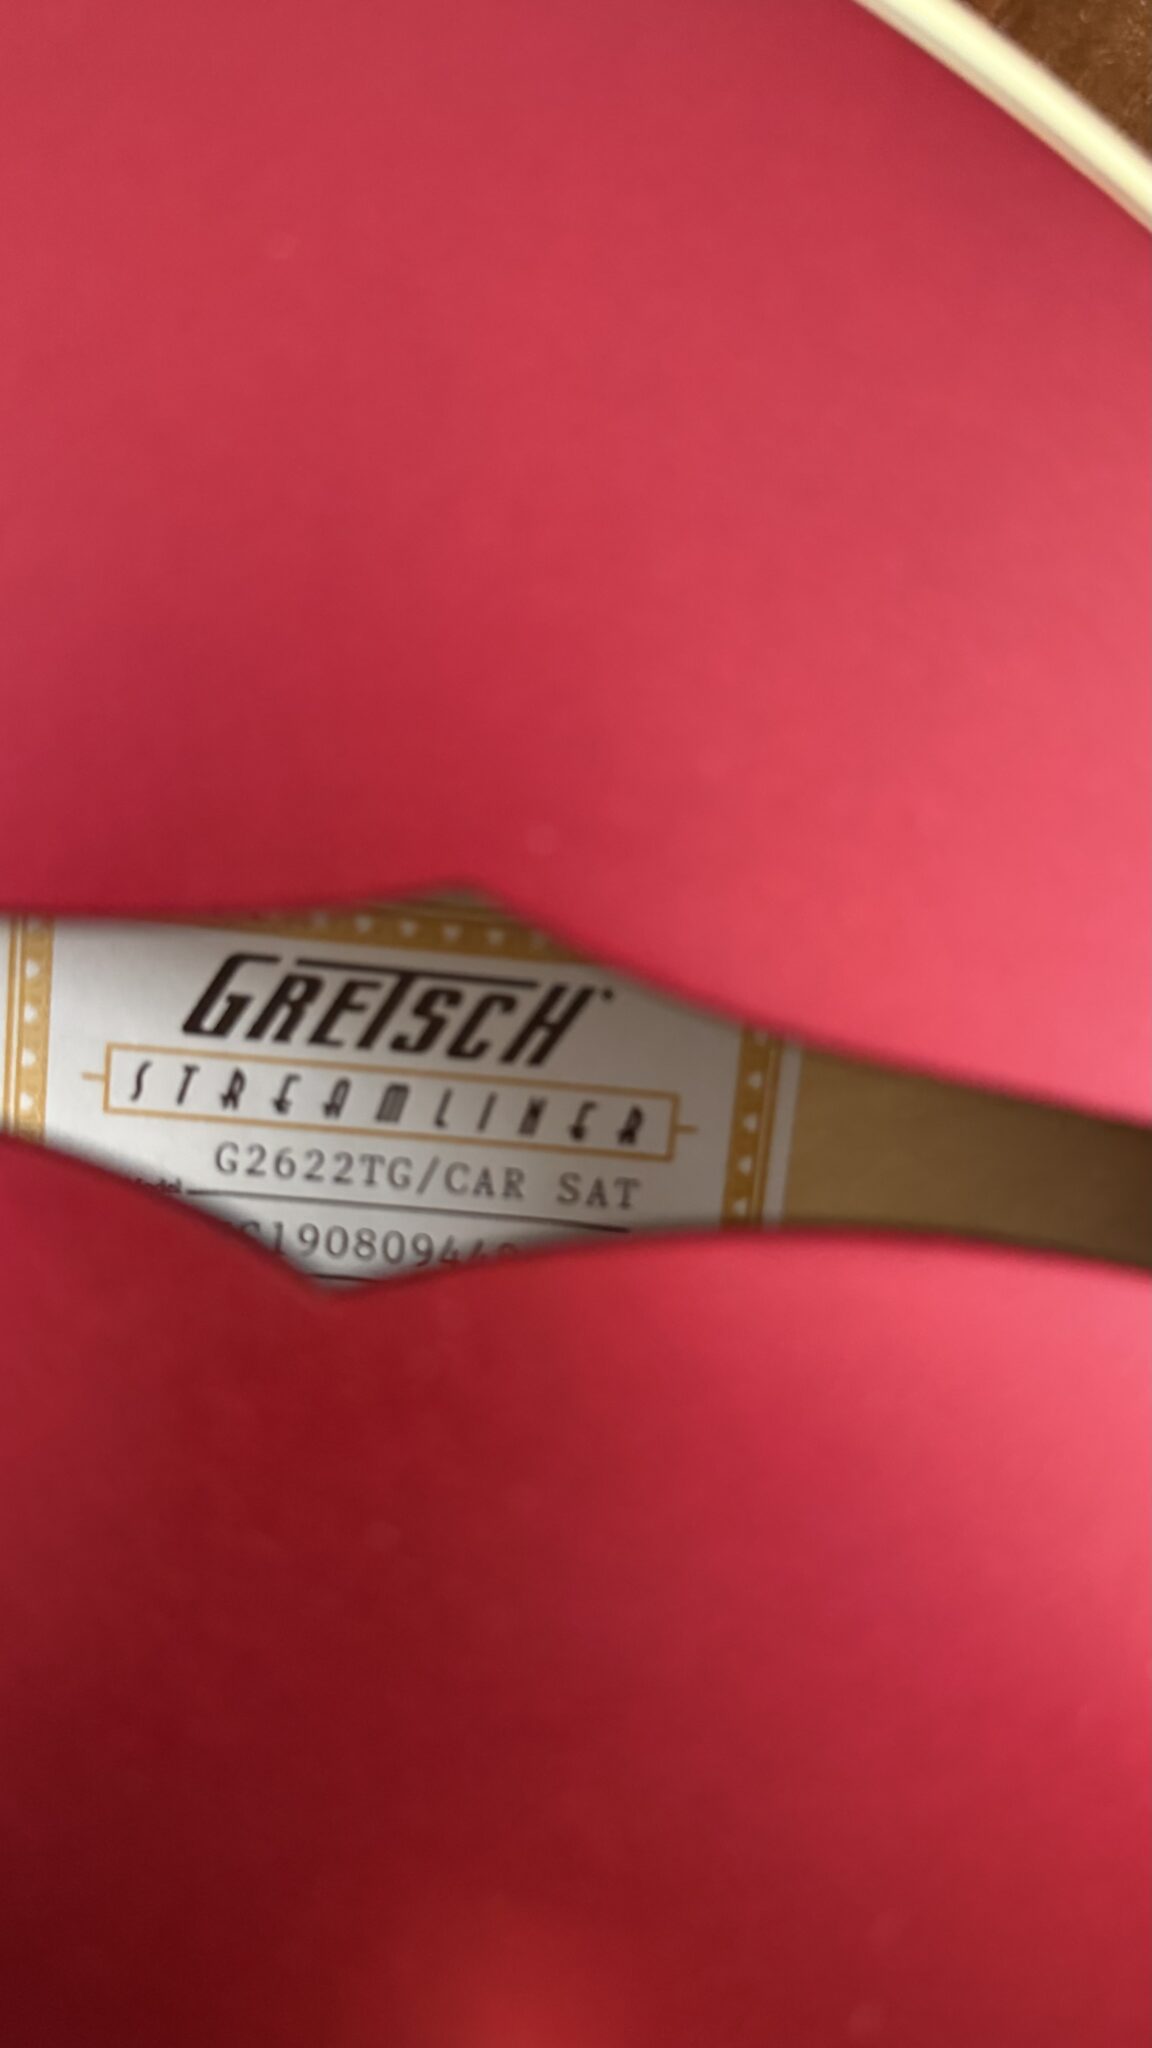 GRETSCH
STREAMLINER
G2622TG/CAR SAT